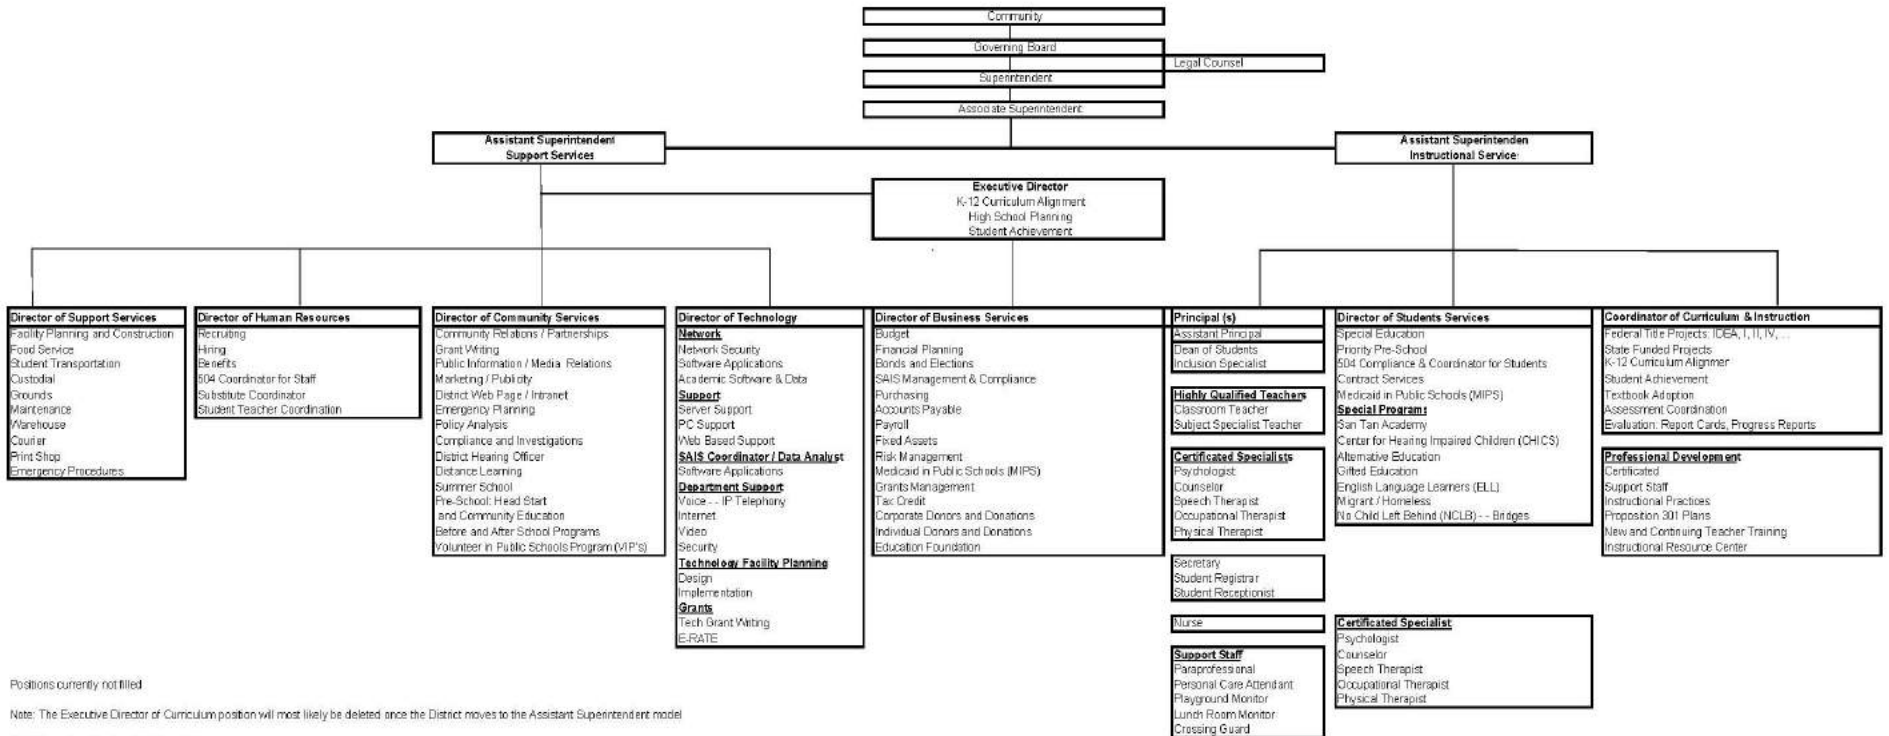 Community
Governing Board
Legal Counsel
Superintendent
Associate Superintendent
Assistant Superintendent
Support Services
Assistant Superintenden
Instructional Service
Executive Director
K-12 Curriculum Alignment
High School Planning
Student Achievement
Director of Support Services
Facility Planning and Construction
Food Service
Student Transportation
Custodial
Grounds
Maintenance
Warehouse
Courier
Print Shop
Emergency Procedures
Director of Human Resources
Recruiting
Hiring
Benefits
504 Coordinator for Staff
Substitute Coordinator
Student Teacher Coordination
Director of Community Services
Community Relations / Partnerships
Grant Writing
Public Information / Media Relations
Marketing / Publicity
District Web Page / Intranet
Emergency Planning
Policy Analysis
Compliance and Investigations
District Hearing Officer
Distance Learning
Summer School
Pre-School: Head Start
and Community Education
Before and After School Programs
Volunteer in Public Schools Program (VIP's)
Director of Technology
Network
Network Security
Software Applications
Academic Software & Data
Support
Server Support
PC Support
Web Based Support
SAIS Coordinator / Data Analyst
Software Applications
Department Support
Voice - - IP Telephony
Internet
Video
Security
Technology Facility Planning
Design
Implementation
Grants
Tech Grant Writing
E-RATE
Director of Business Services
Budget
Financial Planning
Bonds and Elections
SAIS Management & Compliance
Purchasing
Accounts Payable
Payroll
Fixed Assets
Risk Management
Medicaid in Public Schools (MIPS)
Grants Management
Tax Credit
Corporate Donors and Donations
Individual Donors and Donations
Education Foundation
Principal (s)
Assistant Principal
Dean of Students
Inclusion Specialist
Highly Qualified Teachers
Classroom Teacher
Subject Specialist Teacher
Certificated Specialists
Psychologist
Counselor
Speech Therapist
Occupational Therapist
Physical Therapist
Secretary
Student Registrar
Student Receptionist
Nurse
Support Staff
Paraprofessional
Personal Care Attendant
Playground Monitor
Lunch Room Monitor
Crossing Guard
Director of Students Services
Special Education
Priority Pre-School
504 Compliance & Coordinator for Students
Contract Services
Medicaid in Public Schools (MIPS)
Special Programs
San Tan Academy
Center for Hearing Impaired Children (CHICS)
Alternative Education
Gifted Education
English Language Learners (ELL)
Migrant / Homeless
No Child Left Behind (NCLB) - - Bridges
Certificated Specialist
Psychologist
Counselor
Speech Therapist
Occupational Therapist
Physical Therapist
Coordinator of Curriculum & Instruction
Federal Title Projects: IDEA, I, II, IV, ...
State Funded Projects
K-12 Curriculum Alignmer
Student Achievement
Textbook Adoption
Assessment Coordination
Evaluation: Report Cards, Progress Reports
Professional Development
Certificated
Support Staff
Instructional Practices
Proposition 301 Plans
New and Continuing Teacher Training
Instructional Resource Center
Positions currently not filled
Note: The Executive Director of Curriculum position will most likely be deleted once the District moves to the Assistant Superintendent model